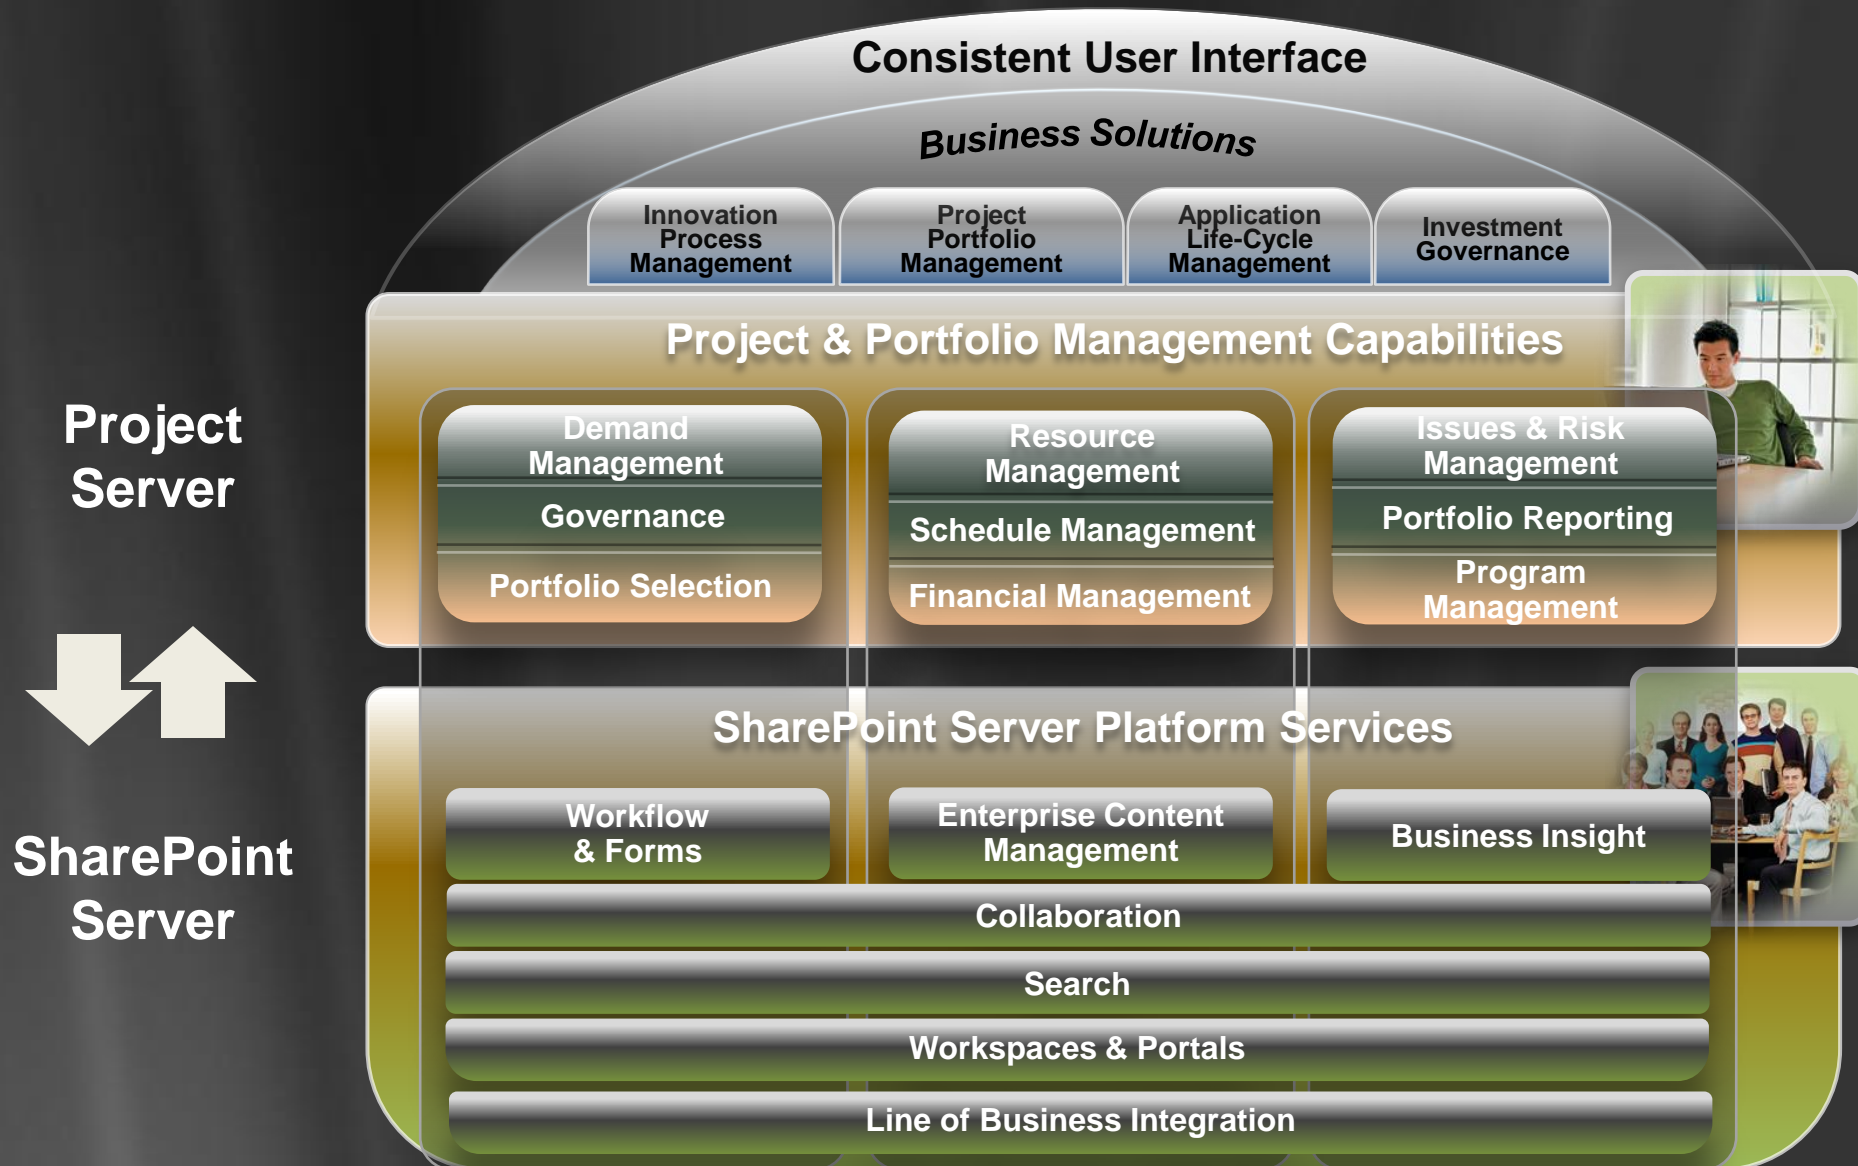 Consistent User Interface
Business Solutions
Innovation
Process
Management
Project
Portfolio
Management
Application
Life-Cycle
Management
Investment
Governance
Project & Portfolio Management Capabilities
Project
Server
Demand
Management
Governance
Portfolio Selection
Resource
Management
Schedule Management
Financial Management
Issues & Risk
Management
Portfolio Reporting
Program
Management
SharePoint Server Platform Services
SharePoint
Server
Workflow
& Forms
Enterprise Content
Management
Business Insight
Collaboration
Search
Workspaces & Portals
Line of Business Integration